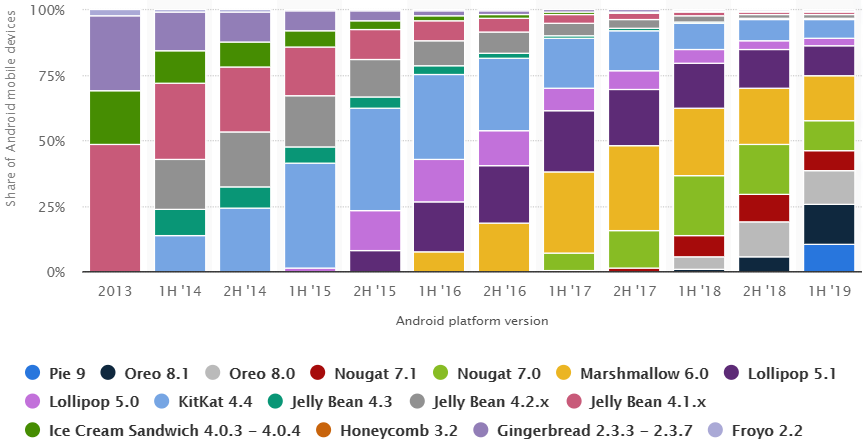 Share of Android mobile devices
100%
75%
50%
25%
0%
2013 1H '14 2H '14 1H '15 2H '15 1H '16 2H '16 1H '17 2H '17 1H '18 2H '18 1H '19
Android platform version
Pie 9 Oreo 8.1 Oreo 8.0 Nougat 7.1 Nougat 7.0 Marshmallow 6.0 Lollipop 5.1
Lollipop 5.0 KitKat 4.4 Jelly Bean 4.3 Jelly Bean 4.2.x Jelly Bean 4.1.x
Ice Cream Sandwich 4.0.3 – 4.0.4 Honeycomb 3.2 Gingerbread 2.3.3 – 2.3.7 Froyo 2.2